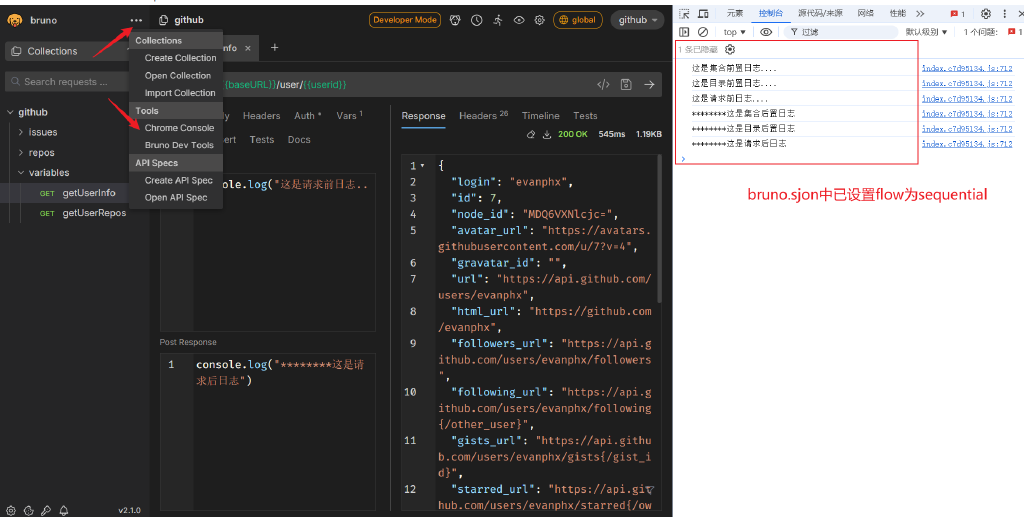 bruno
github
Developer Mode
global
github
Collections
Search requests ...
github
issues
repos
variables
GET getUserInfo
GET getUserRepos
v2.1.0
Collections
Create Collection
Open Collection
Import Collection
Tools
Chrome Console
Bruno Dev Tools
API Specs
Create API Spec
Open API Spec
nfo
{{baseURL}}/user/{{userid}}
Headers
Auth
Vars 1
Tests
Docs
console.log("这是请求前日志..
Post Response
1 console.log("********这是请
求后日志")
Response
Headers 26
Timeline
Tests
200 OK 545ms 1.19KB
1 {
2 "login": "evanphx",
3 "id": 7,
4 "node_id": "MDQ6VXNlcjc=",
5 "avatar_url": "https://avatars.
githubusercontent.com/u/7?v=4",
6 "gravatar_id": "",
7 "url": "https://api.github.com/
users/evanphx",
8 "html_url": "https://github.com
/evanphx",
9 "followers_url": "https://api.g
ithub.com/users/evanphx/followers
",
10 "following_url": "https://api.g
ithub.com/users/evanphx/following
{/other_user}",
11 "gists_url": "https://api.githu
b.com/users/evanphx/gists{/gist_i
d}",
12 "starred_url": "https://api.git
hub.com/users/evanphx/starred{/ow
元素 控制台 源代码/来源 网络 性能 1
top 过滤 默认级别 1 个问题: 1
1 条已隐藏
这是集合前置日志.... index.c7d95134.js:712
这是目录前置日志.... index.c7d95134.js:712
这是请求前日志.... index.c7d95134.js:712
********这是集合后置日志 index.c7d95134.js:712
********这是目录后置日志 index.c7d95134.js:712
********这是请求后日志 index.c7d95134.js:712
bruno.sjon中已设置flow为sequential